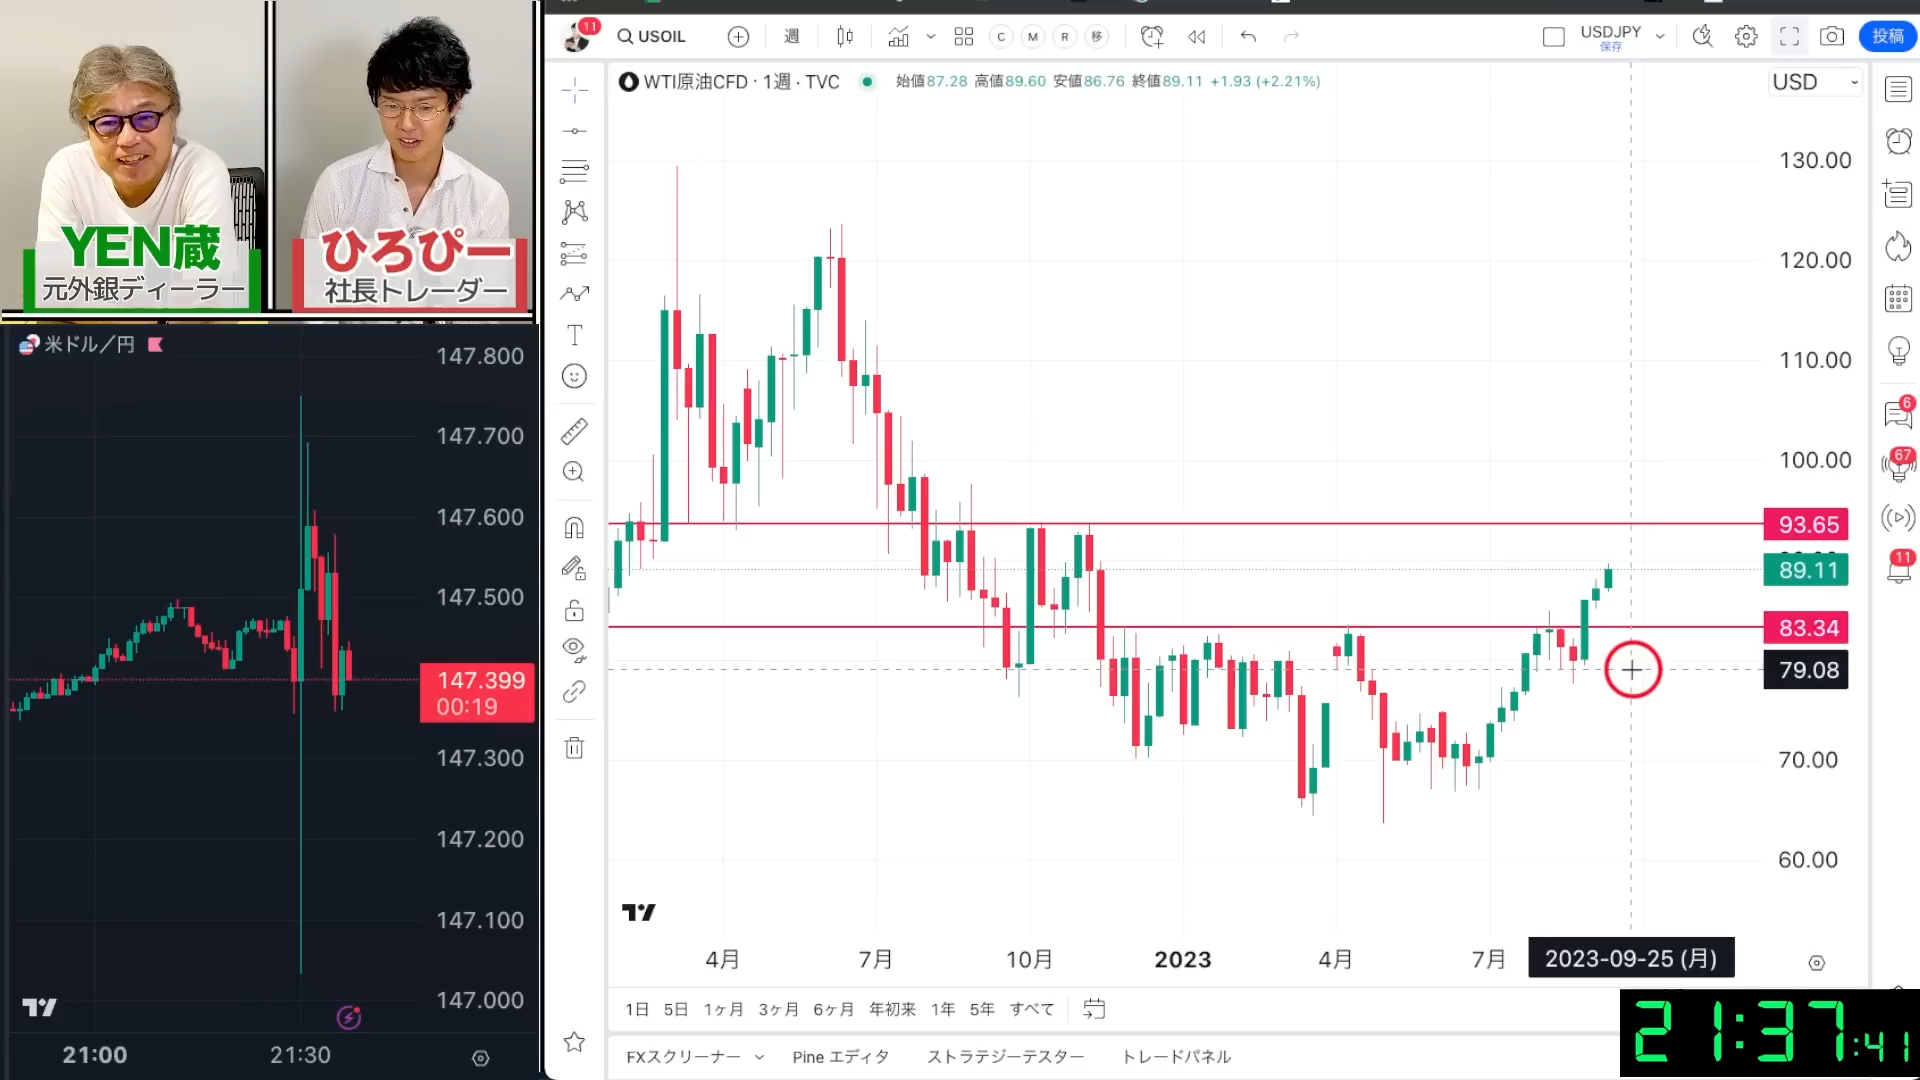 YEN蔵
元外銀ディーラー
ひろぴー
社長トレーダー
米ドル/円
147.800
147.700
147.600
147.500
147.399
00:19
147.300
147.200
147.100
147.000
21:00
21:30
11
USOIL
週
C
M
R
移
USDJPY
保存
投稿
WTI原油CFD · 1週 · TVC
始値87.28 高値89.60 安値86.76 終値89.11 +1.93 (+2.21%)
USD
130.00
120.00
110.00
100.00
93.65
89.11
83.34
79.08
70.00
60.00
4月
7月
10月
2023
4月
7月
2023-09-25 (月)
1日 5日 1ヶ月 3ヶ月 6ヶ月 年初来 1年 5年 すべて
FXスクリーナー
Pine エディタ
ストラテジーテスター
トレードパネル
6
67
11
21:37:41